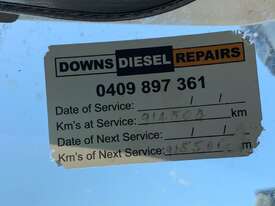 DOWNS DIESEL REPAIRS
0409 897 361
Date of Service: / /
Km's at Service: km
Date of Next Service: / /
Km's of Next Service: m